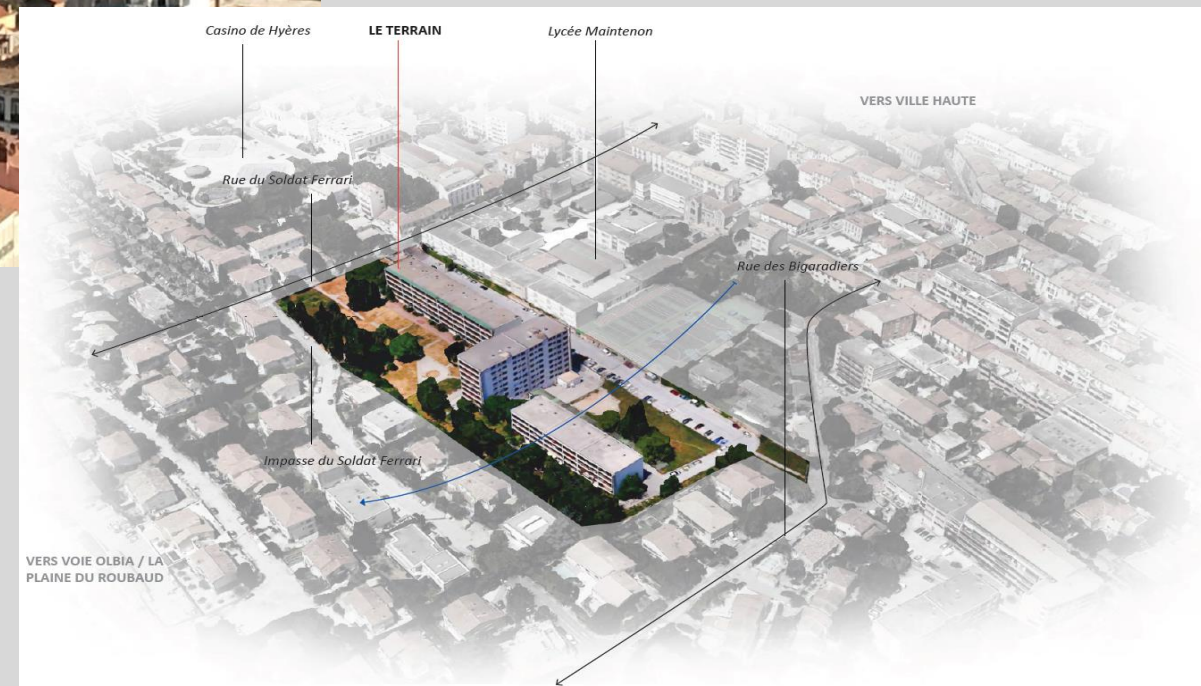 Casino de Hyères
LE TERRAIN
Lycée Maintenon
VERS VILLE HAUTE
Rue du Soldat Ferrari
Rue des Bigaradiers
Impasse du Soldat Ferrari
VERS VOIE OLBIA / LA
PLAINE DU ROUBAUD